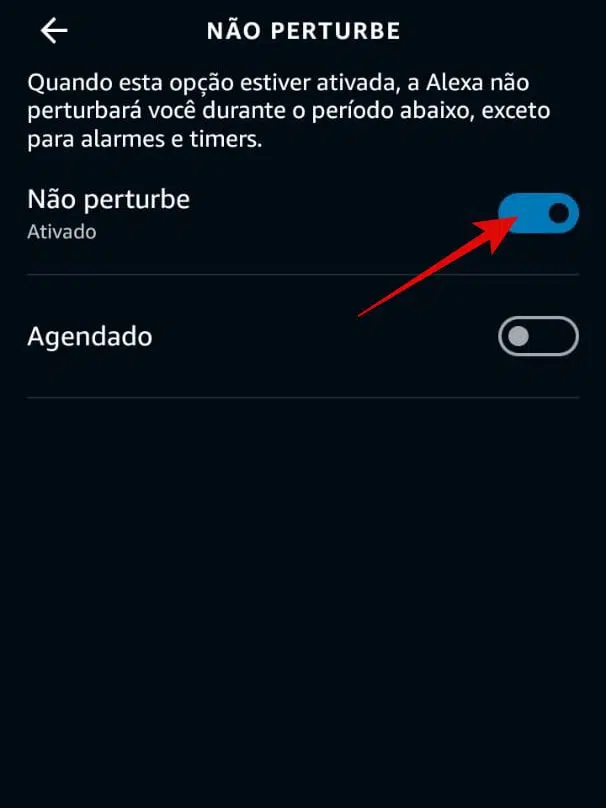 NÃO PERTURBE
Quando esta opção estiver ativada, a Alexa não
perturbará você durante o período abaixo, exceto
para alarmes e timers.
Não perturbe
Ativado
Agendado